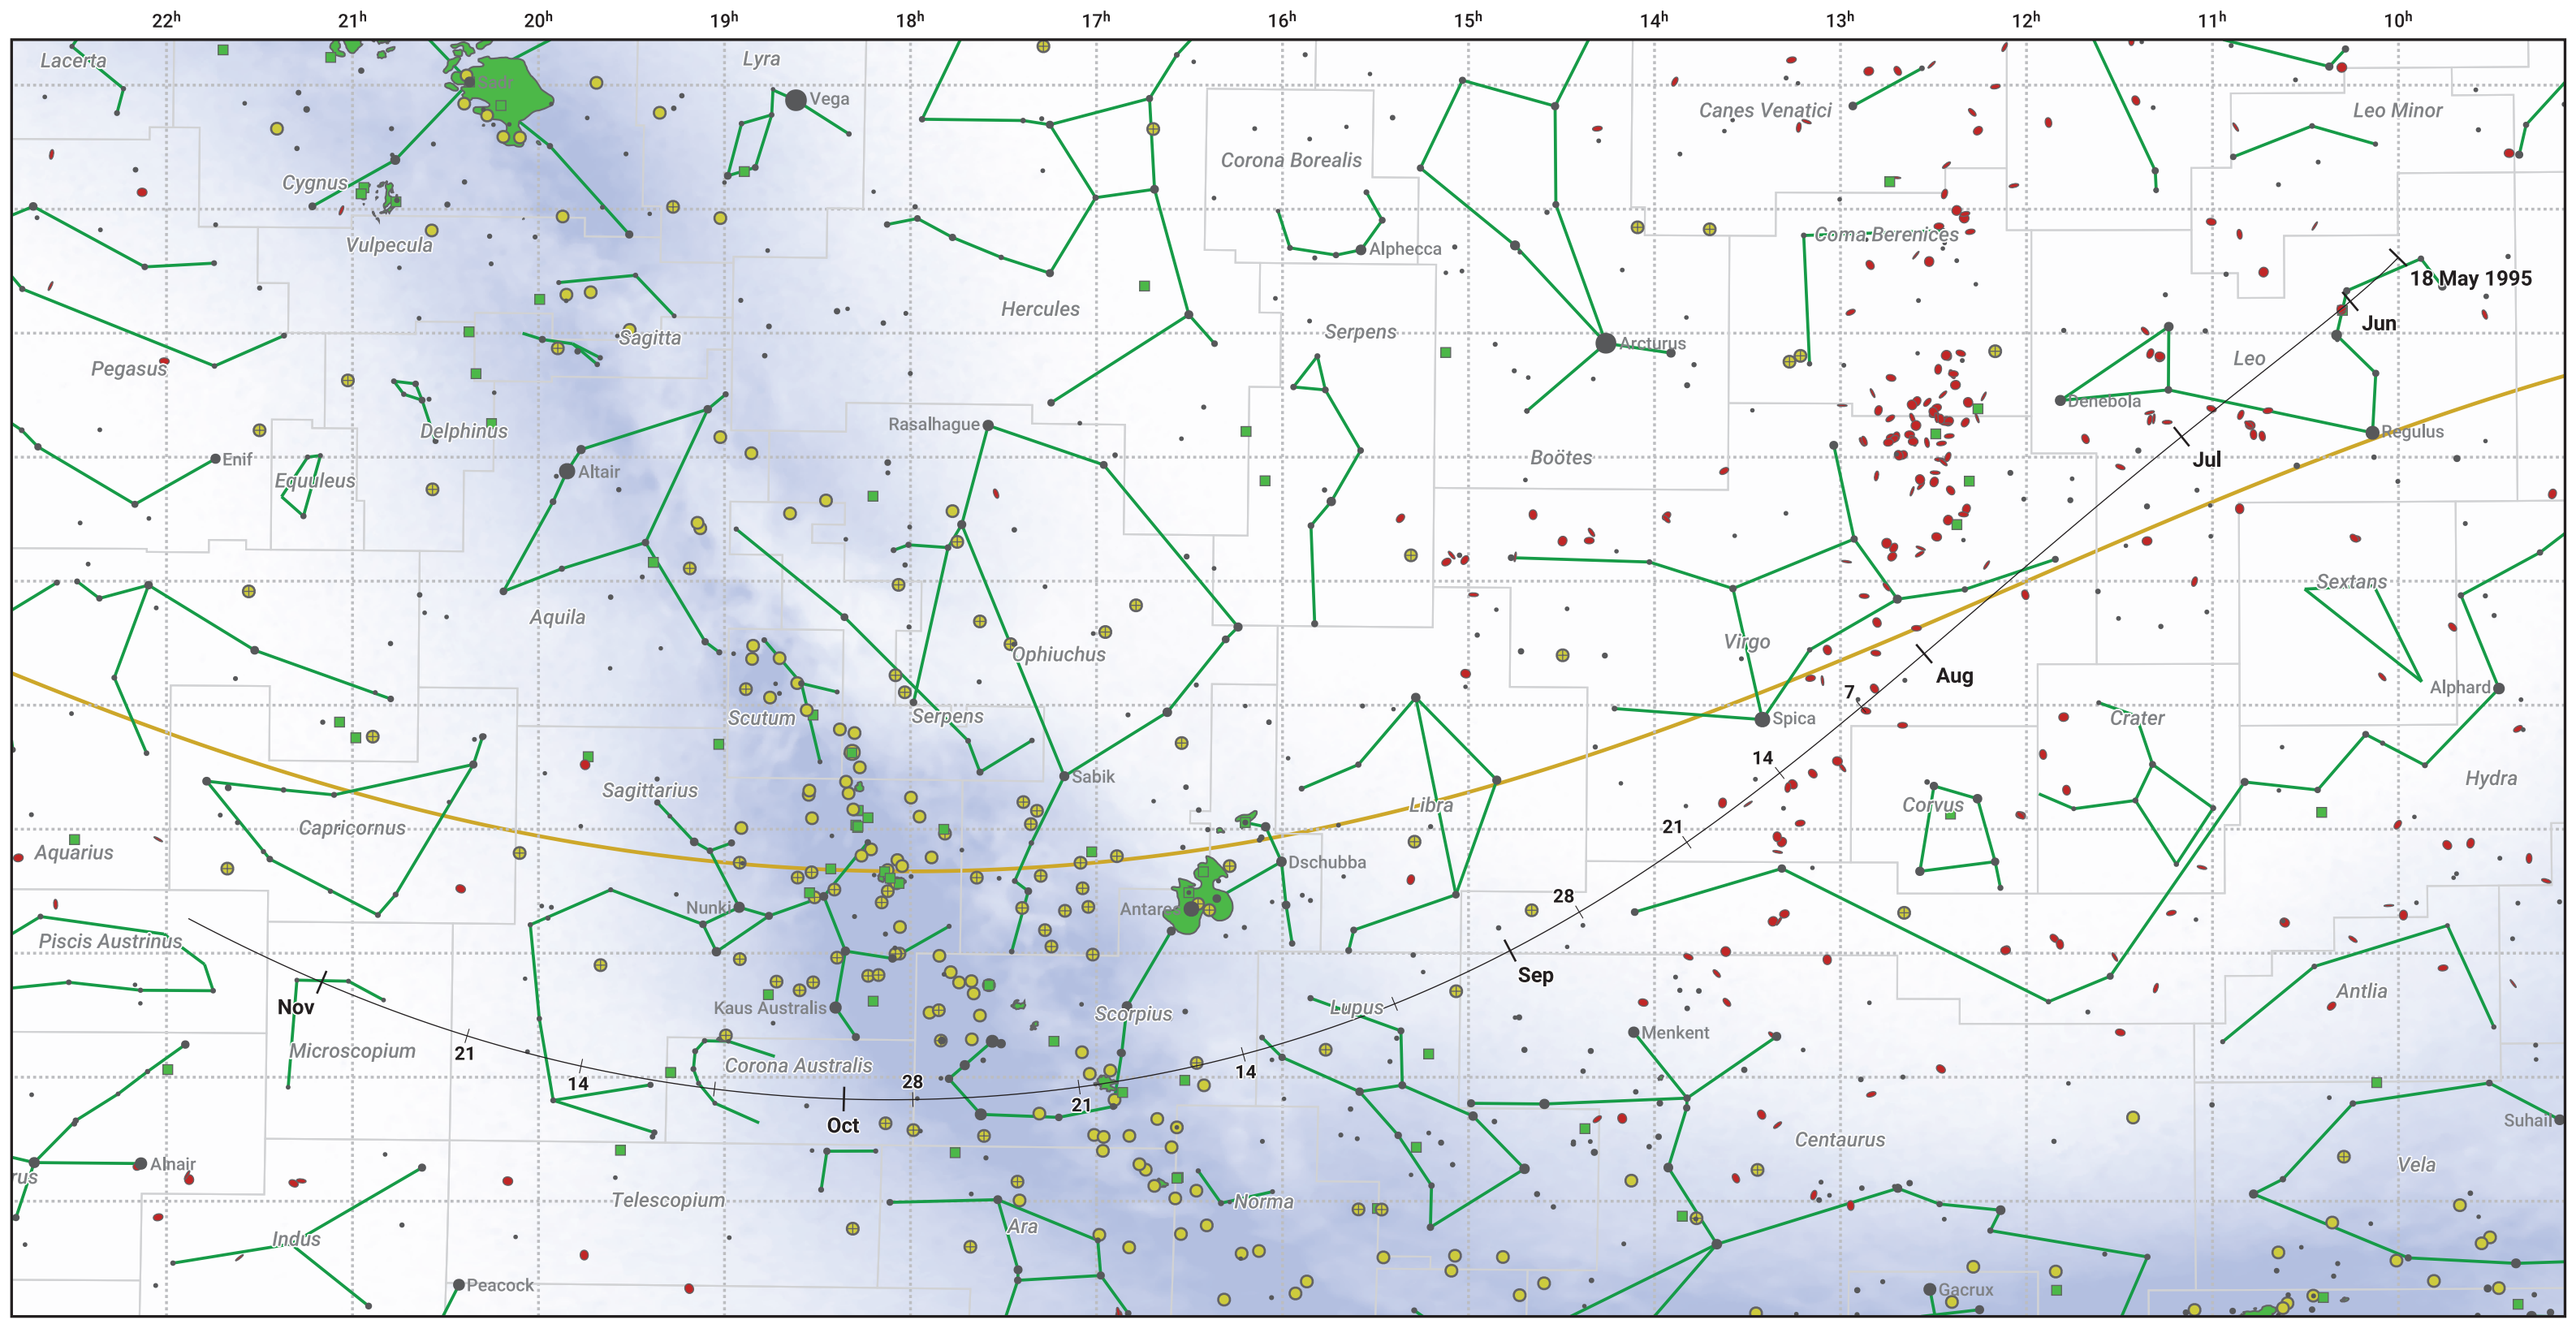 22h 21h 20h 19h 18h 17h 16h 15h 14h 13h 12h 11h 10h
Lacerta
Sadr
Lyra
Vega
Canes Venatici
Leo Minor
Corona Borealis
Cygnus
Vulpecula
Alphecca
Coma Berenices
18 May 1995
Hercules
Jun
Sagitta
Serpens
Arcturus
Leo
Pegasus
Denebola
Delphinus
Rasalhague
Regulus
Enif
Altair
Boötes
Jul
Equuleus
Sextans
Aquila
Ophiuchus
Virgo
Aug
Alphard
7
Scutum
Serpens
Spica
Crater
14
Sabik
Hydra
Sagittarius
Libra
Corvus
Capricornus
21
Aquarius
Dschubba
28
Nunki
Antares
Piscis Austrinus
Sep
Antlia
Nov
Kaus Australis
Scorpius
Lupus
Menkent
21
Microscopium
Corona Australis
14
14
28
21
Oct
Suhail
Centaurus
Alnair
Vela
rus
Telescopium
Norma
Ara
Indus
Peacock
Gacrux